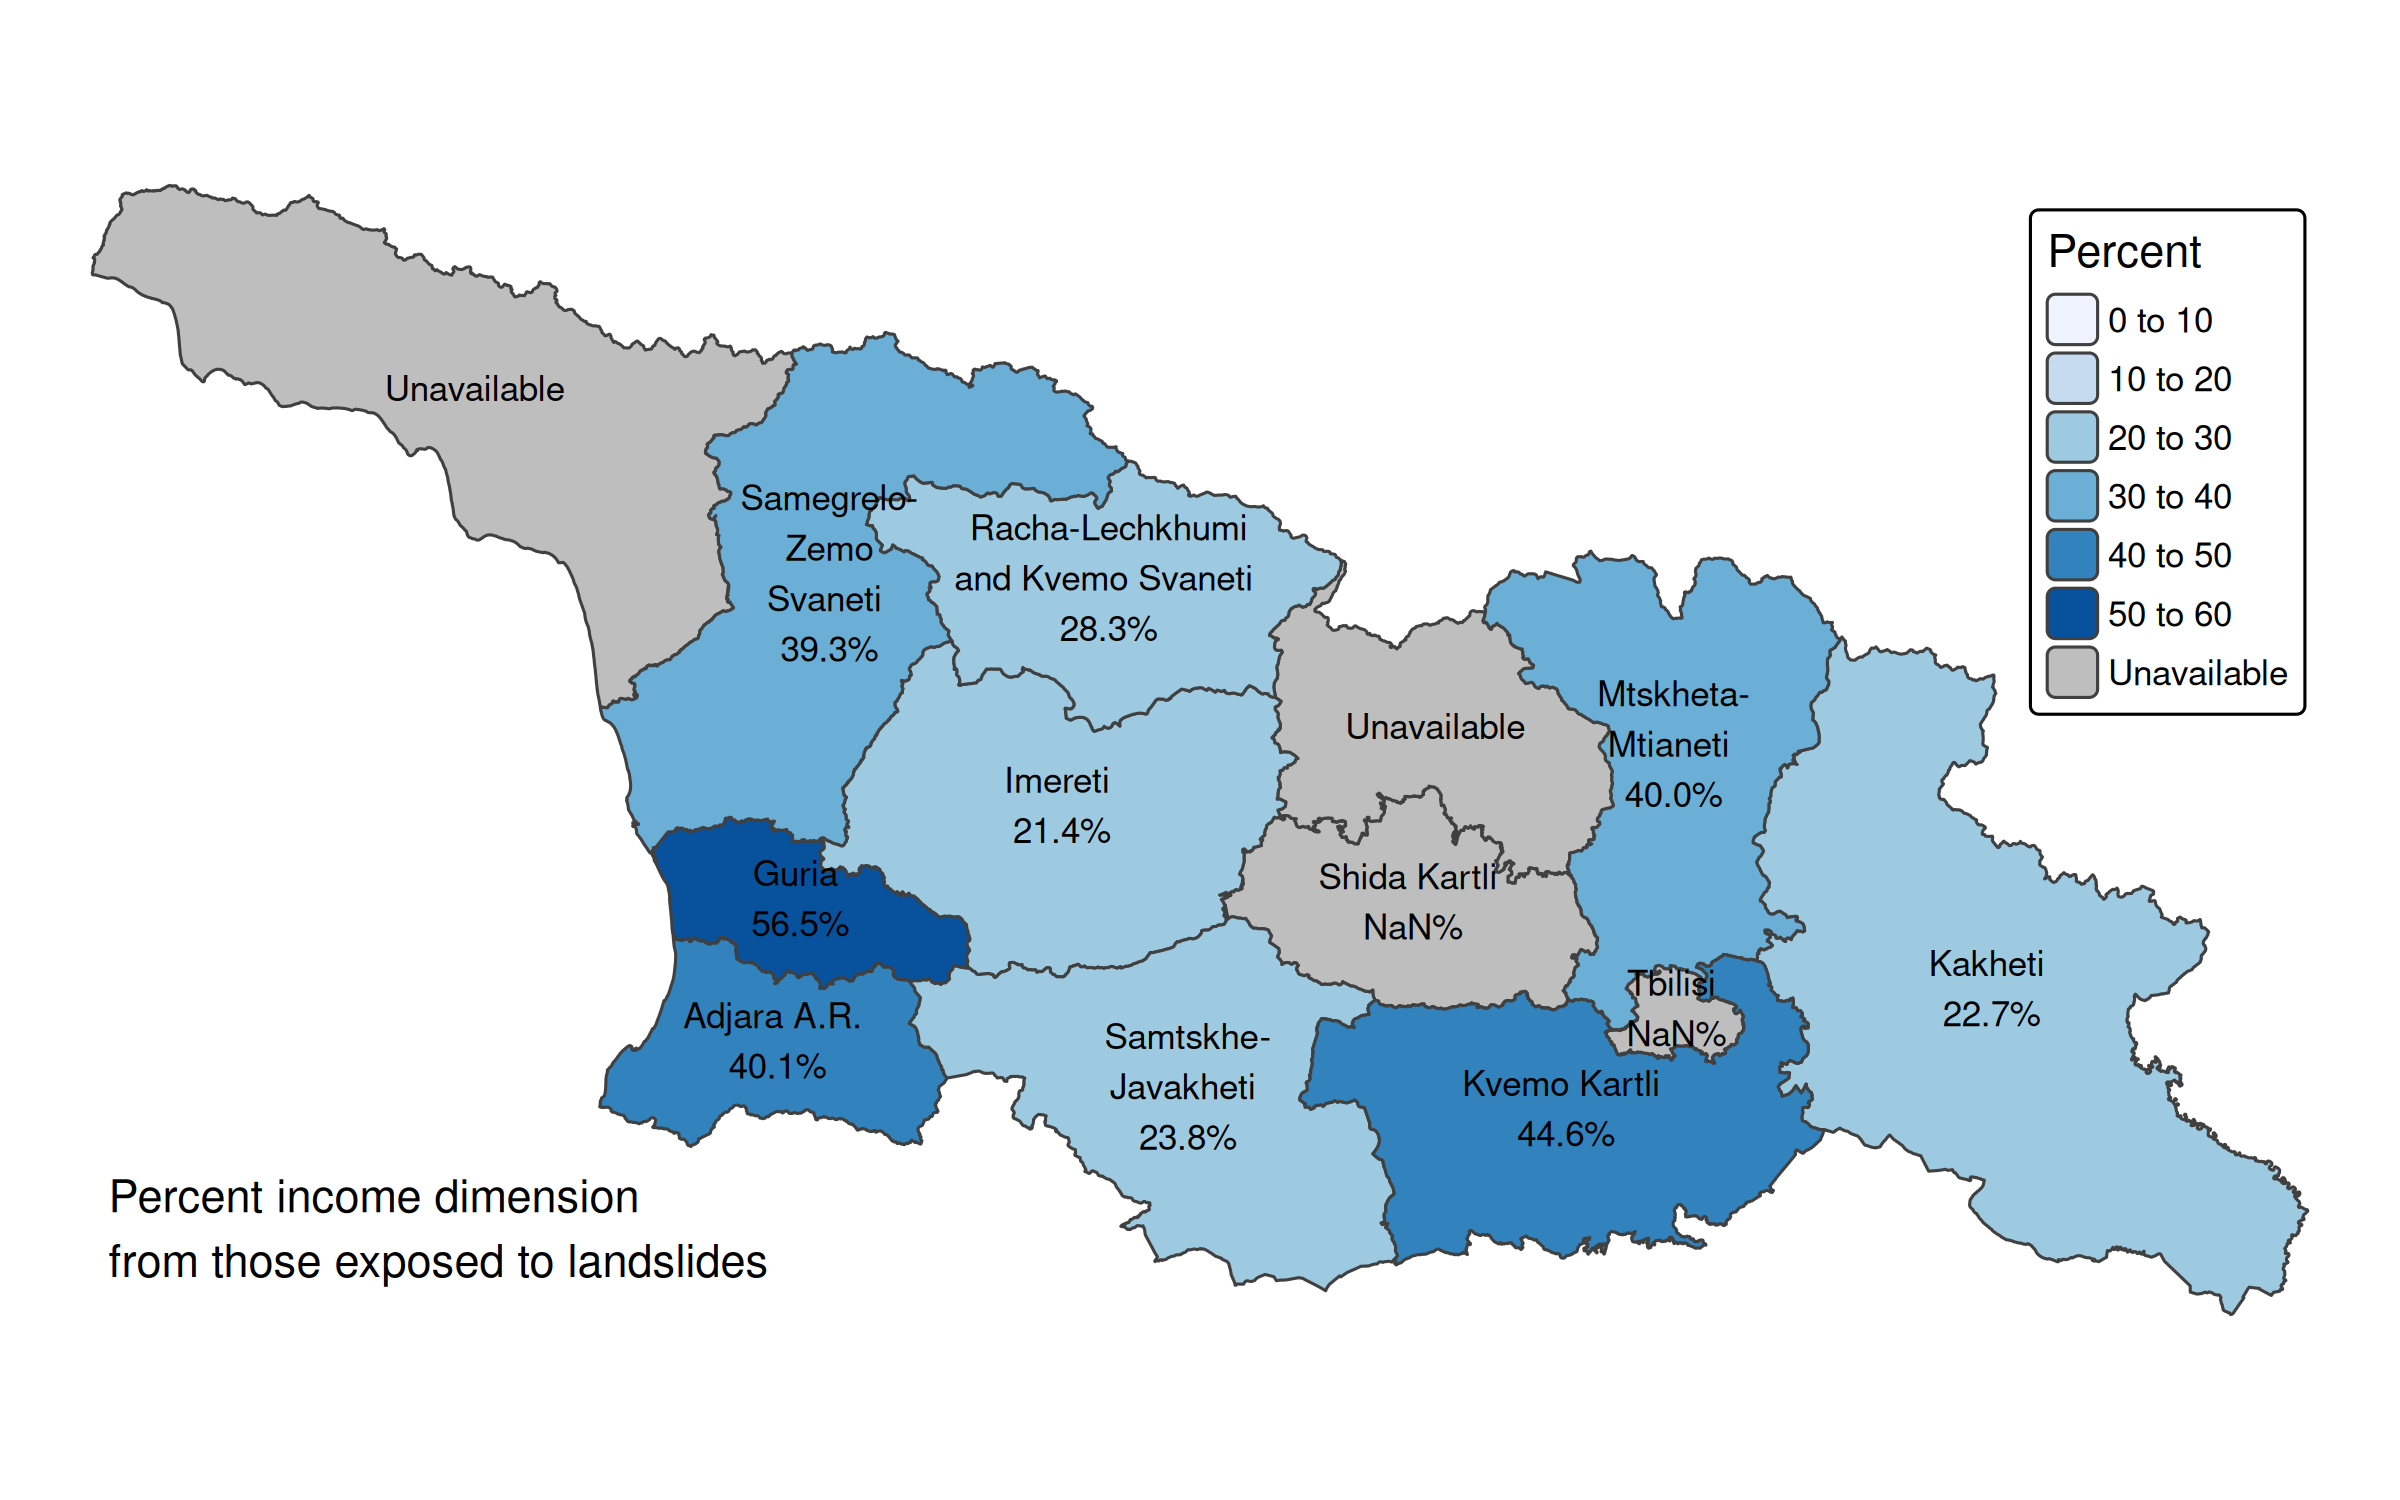 Unavailable
Samegrelo-
Zemo
Svaneti
39.3%
Racha-Lechkhumi
and Kvemo Svaneti
28.3%
Unavailable
Mtskheta-
Mtianeti
40.0%
Imereti
21.4%
Guria
56.5%
Shida Kartli
NaN%
Adjara A.R.
40.1%
Samtskhe-
Javakheti
23.8%
Tbilisi
NaN%
Kvemo Kartli
44.6%
Kakheti
22.7%
Percent
0 to 10
10 to 20
20 to 30
30 to 40
40 to 50
50 to 60
Unavailable
Percent income dimension
from those exposed to landslides